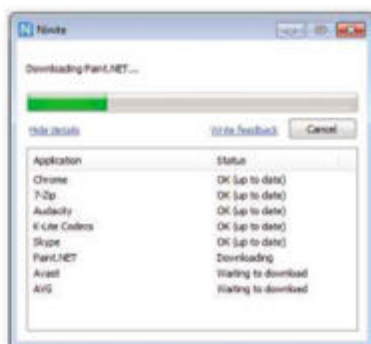 Ninite
Downloading Paint.NET...
Hide details Write feedback Cancel
Application Status
Chrome OK (up to date)
7-Zip OK (up to date)
Audacity OK (up to date)
K-Lite Codecs OK (up to date)
Skype OK (up to date)
Paint.NET Downloading
Avast Waiting to download
AVG Waiting to download